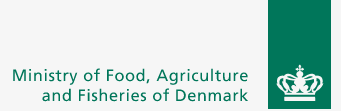 Ministry of Food, Agriculture
and Fisheries of Denmark